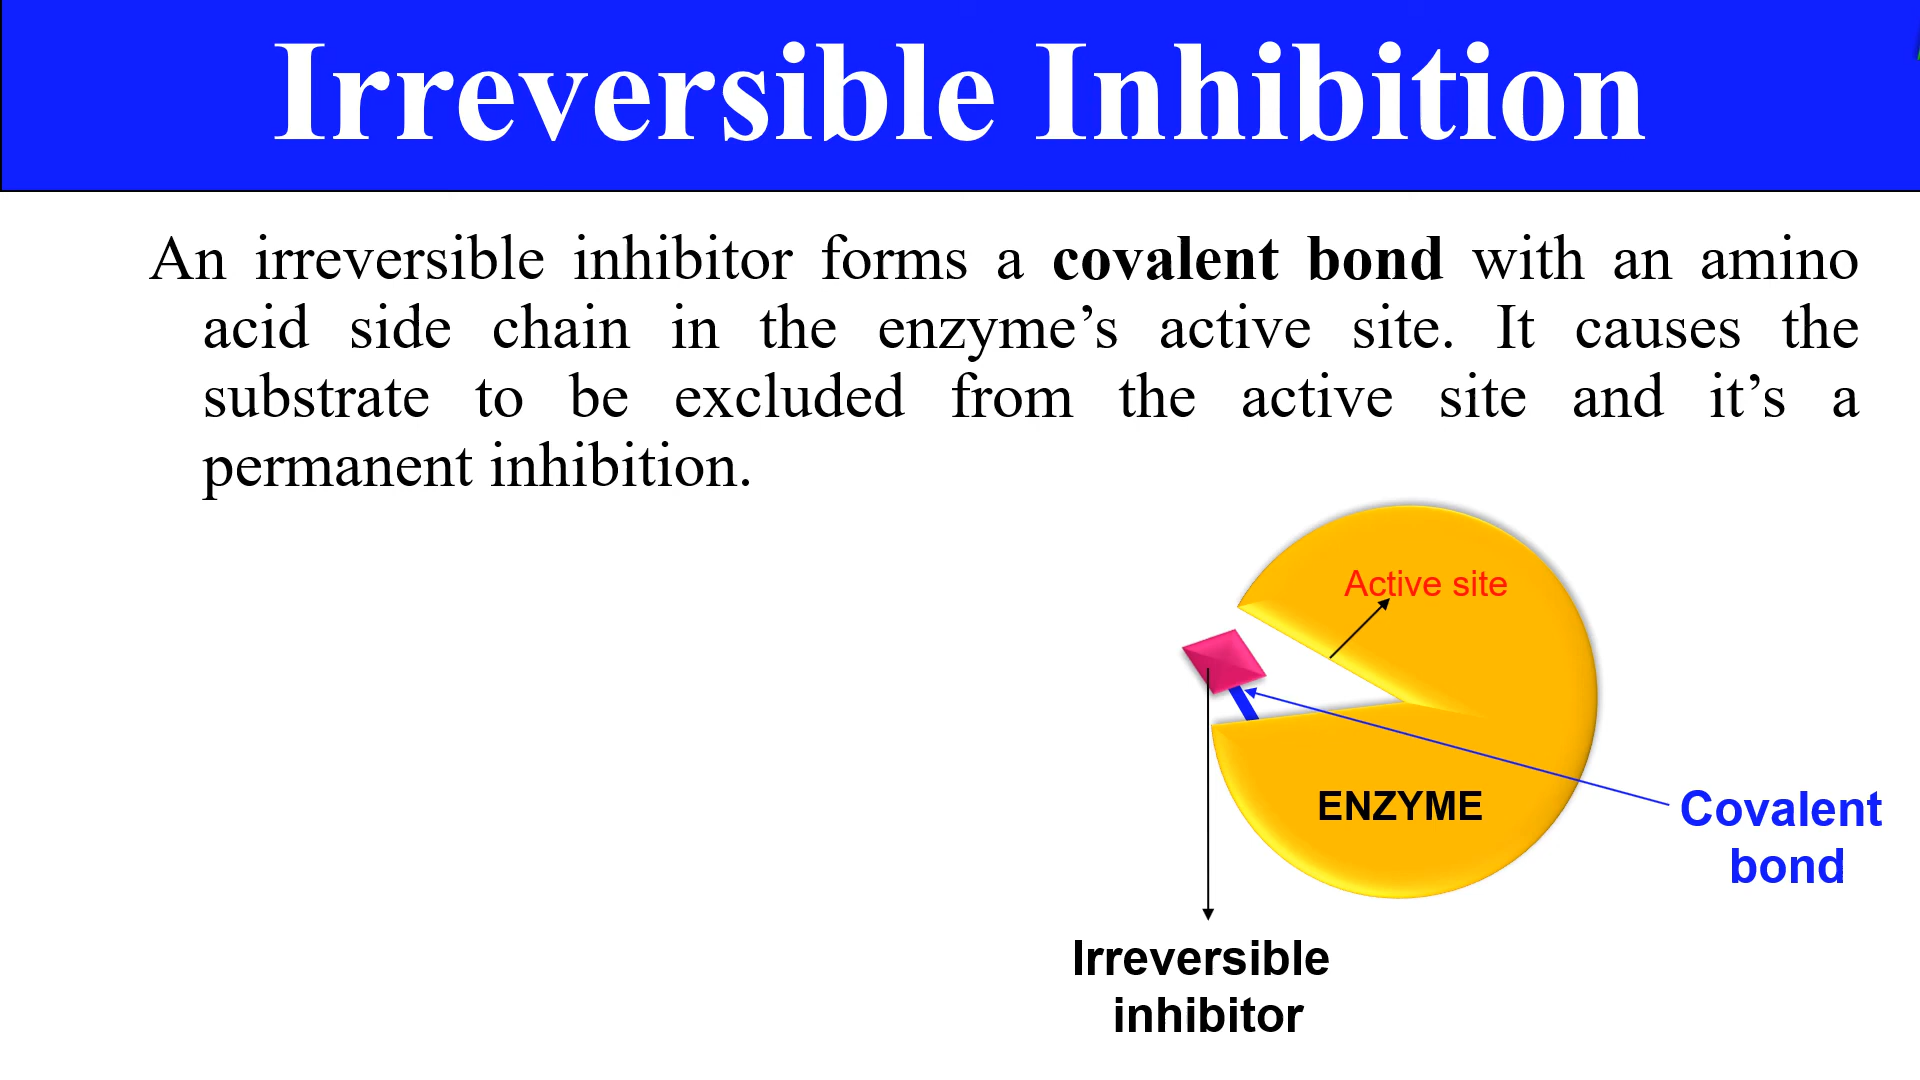 Irreversible Inhibition
An irreversible inhibitor forms a covalent bond with an amino
acid side chain in the enzyme’s active site. It causes the
substrate to be excluded from the active site and it’s a
permanent inhibition.
Active site
ENZYME
Covalent
bond
Irreversible
inhibitor